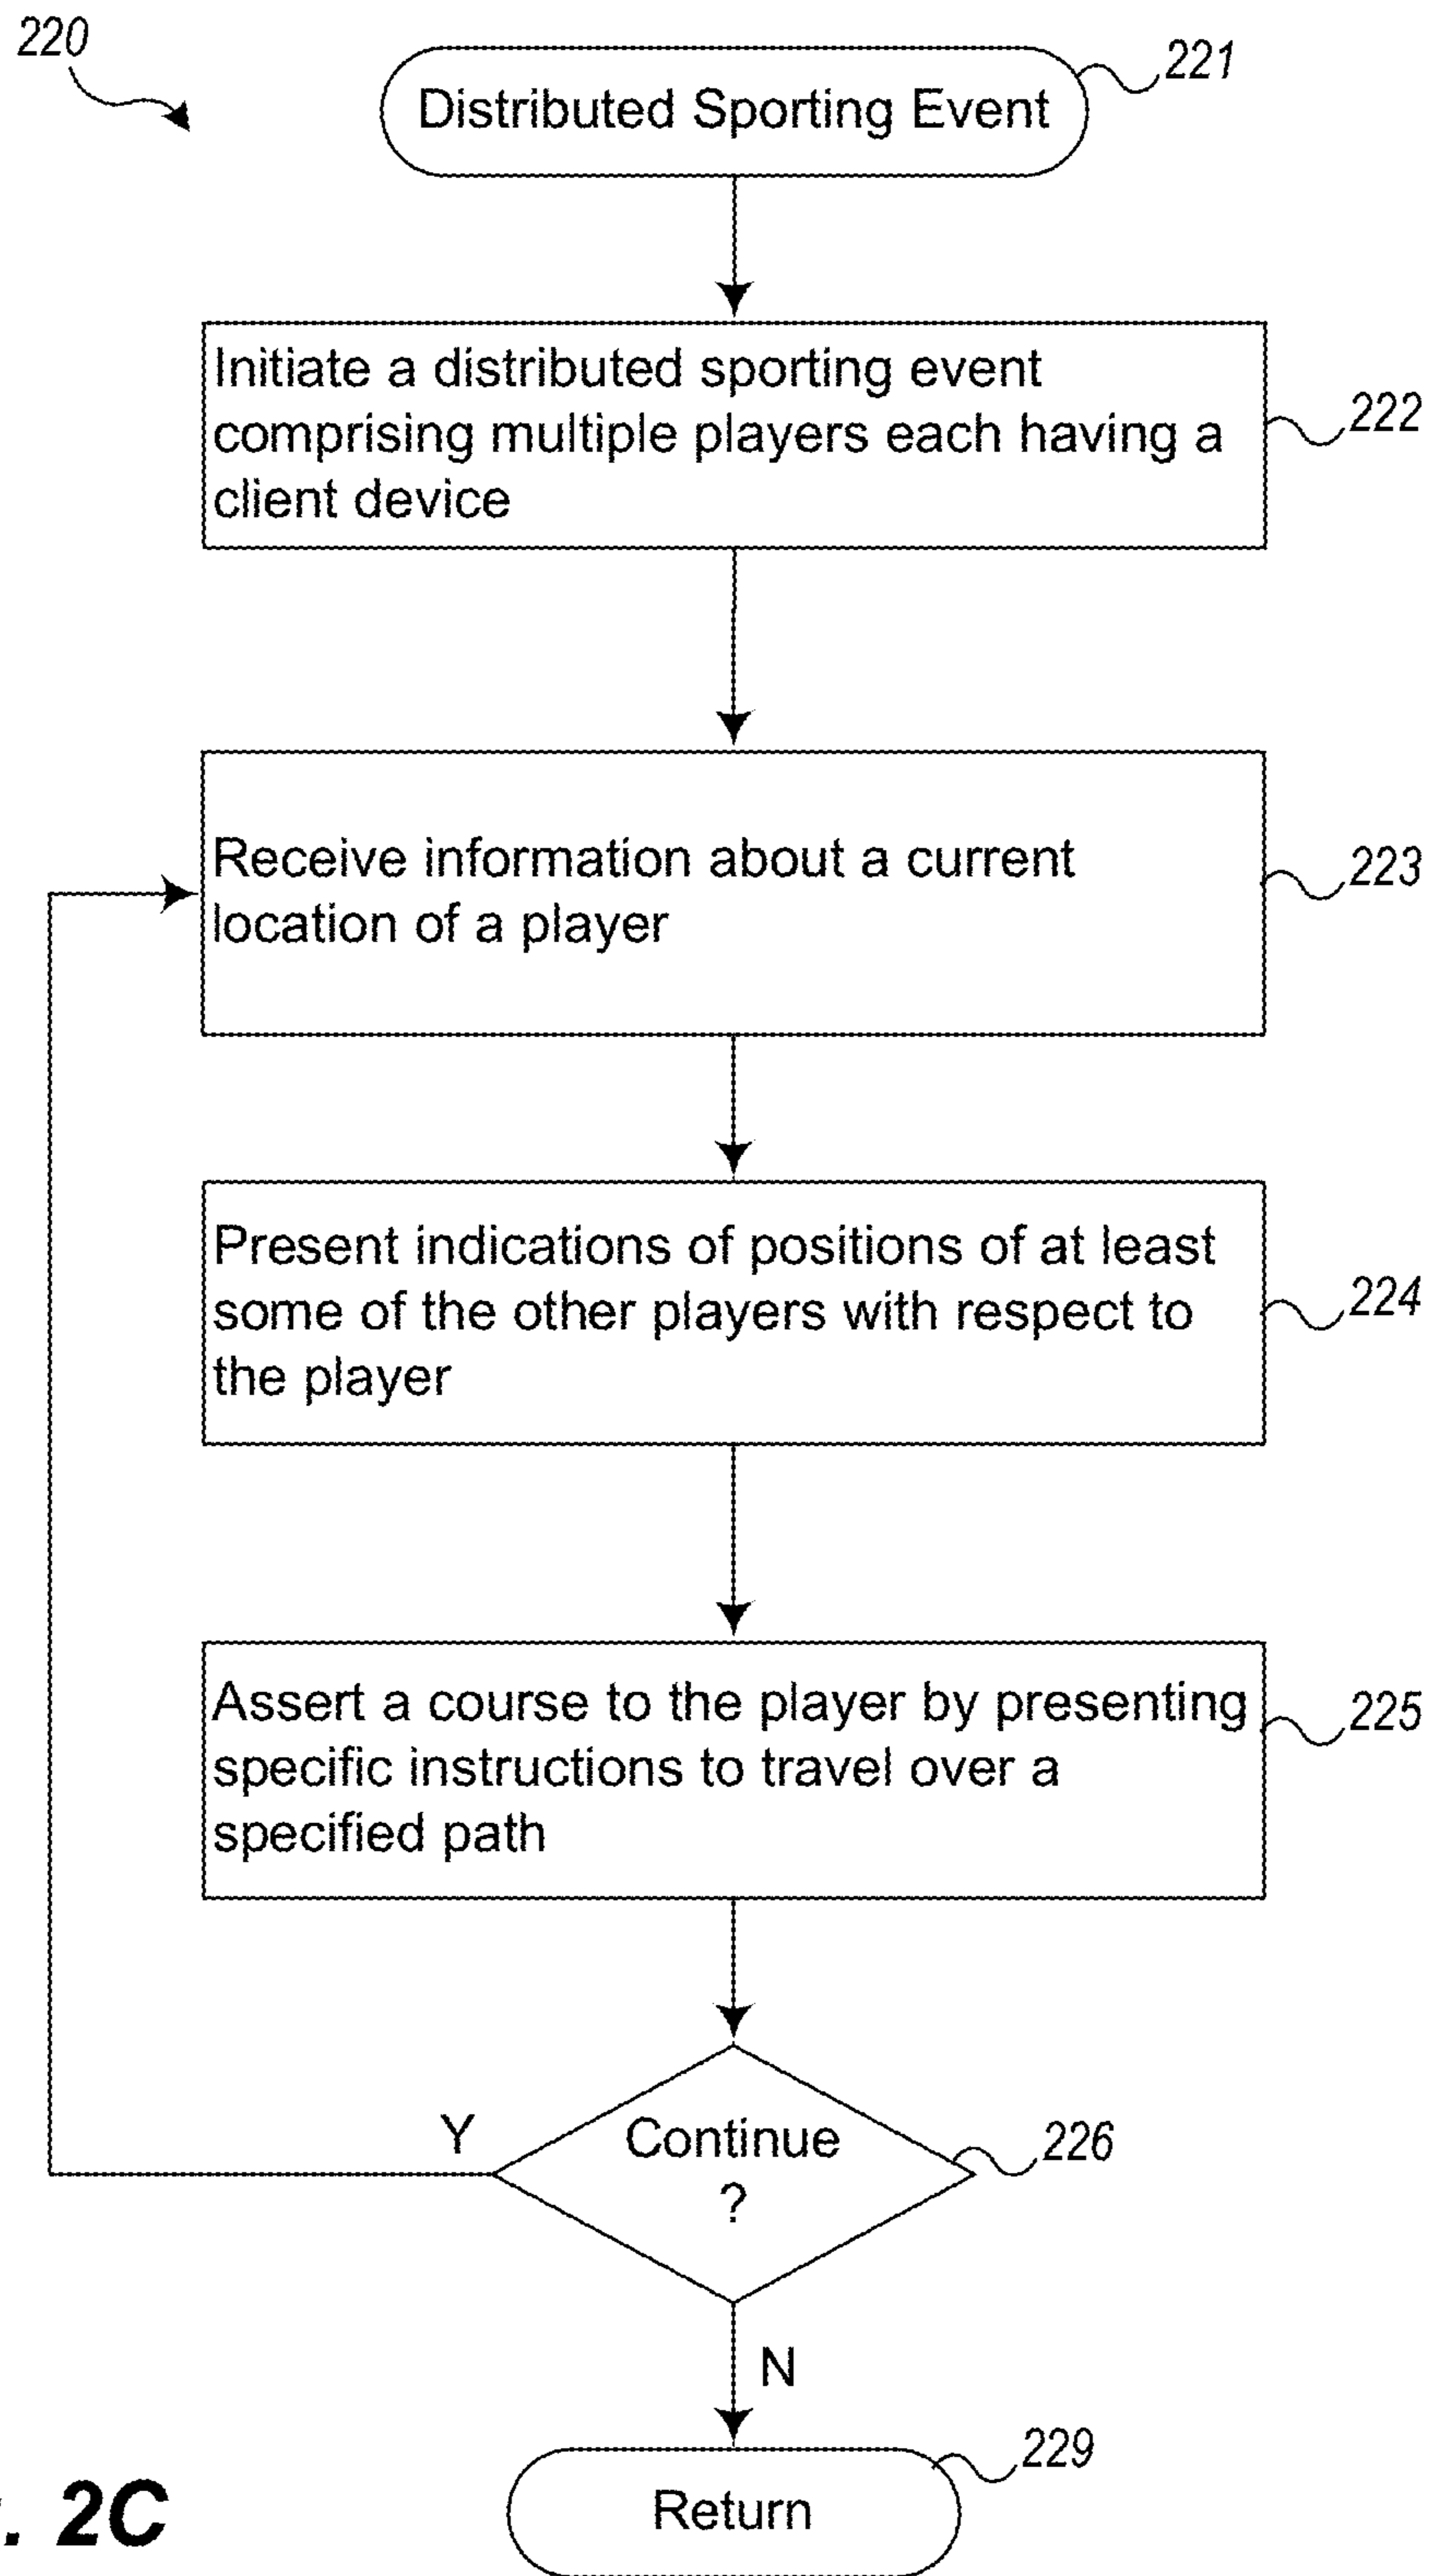 220
Distributed Sporting Event
221
Initiate a distributed sporting event
comprising multiple players each having a
client device
222
Receive information about a current
location of a player
223
Present indications of positions of at least
some of the other players with respect to
the player
224
Assert a course to the player by presenting
specific instructions to travel over a
specified path
225
Continue
?
226
Y
N
229
Return
. 2C